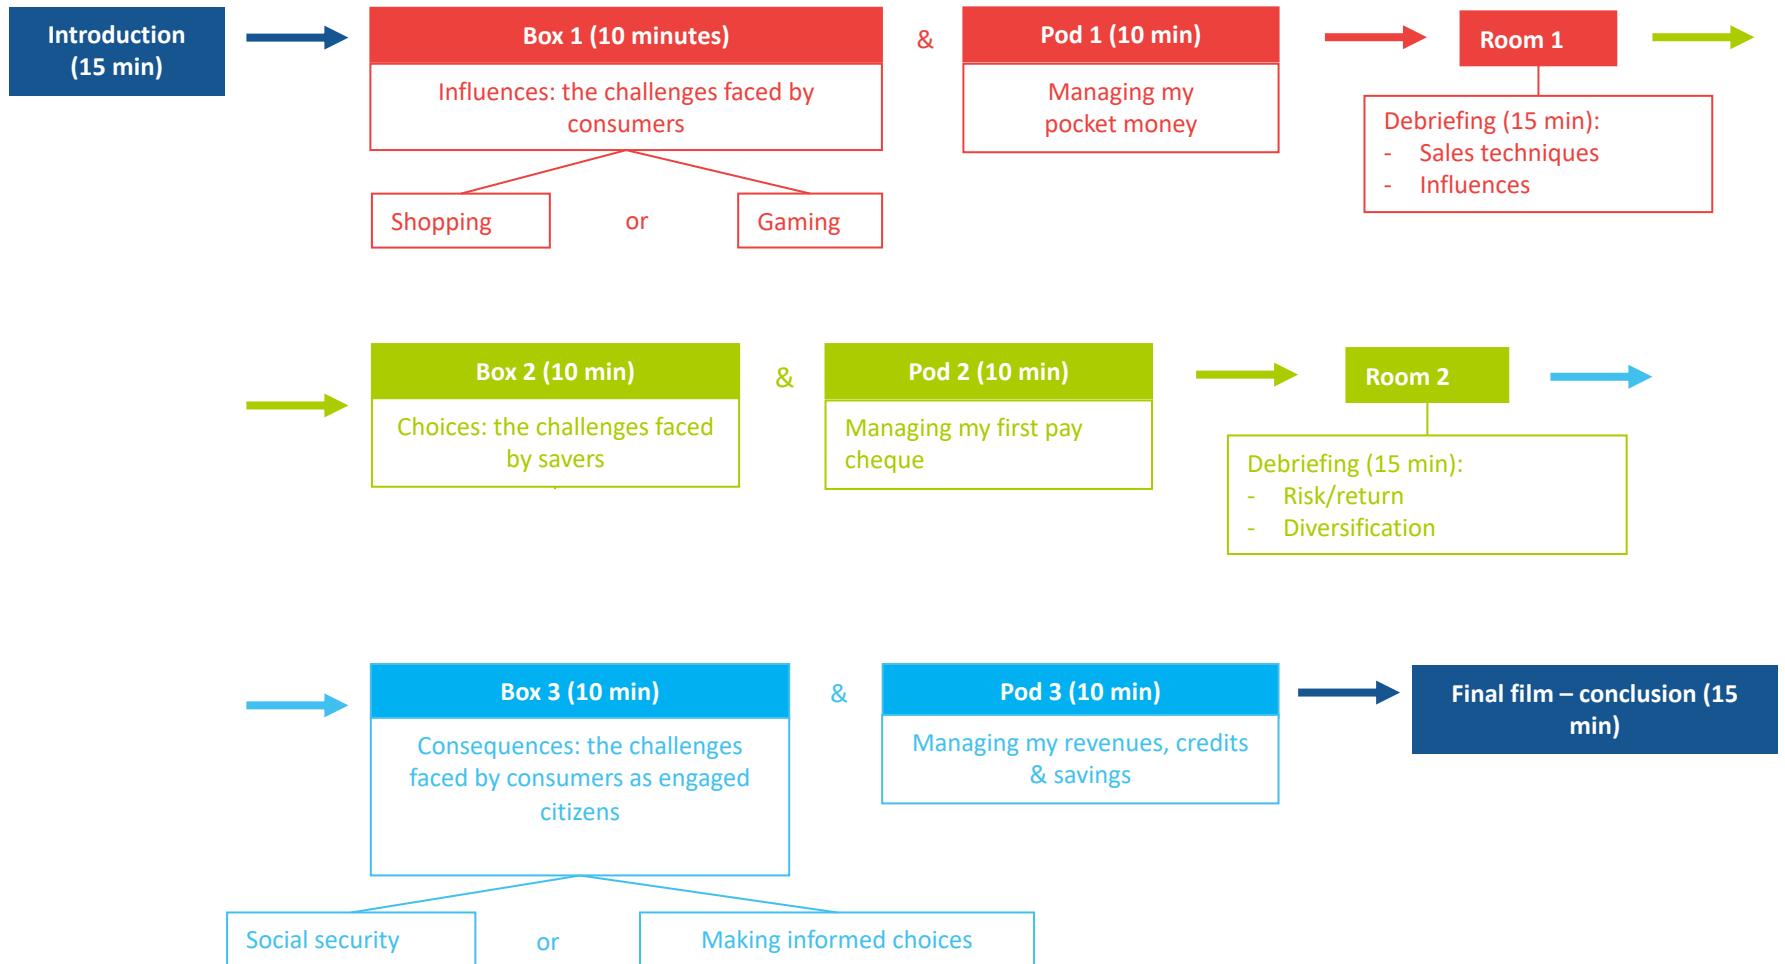 Introduction
(15 min)
Box 1 (10 minutes)
&
Pod 1 (10 min)
Room 1
Influences: the challenges faced by
consumers
Managing my
pocket money
Debriefing (15 min):
- Sales techniques
- Influences
Shopping
or
Gaming
Box 2 (10 min)
&
Pod 2 (10 min)
Room 2
Choices: the challenges faced
by savers
Managing my first pay
cheque
Debriefing (15 min):
- Risk/return
- Diversification
Box 3 (10 min)
&
Pod 3 (10 min)
Final film – conclusion (15
min)
Consequences: the challenges
faced by consumers as engaged
citizens
Managing my revenues, credits
& savings
Social security
or
Making informed choices